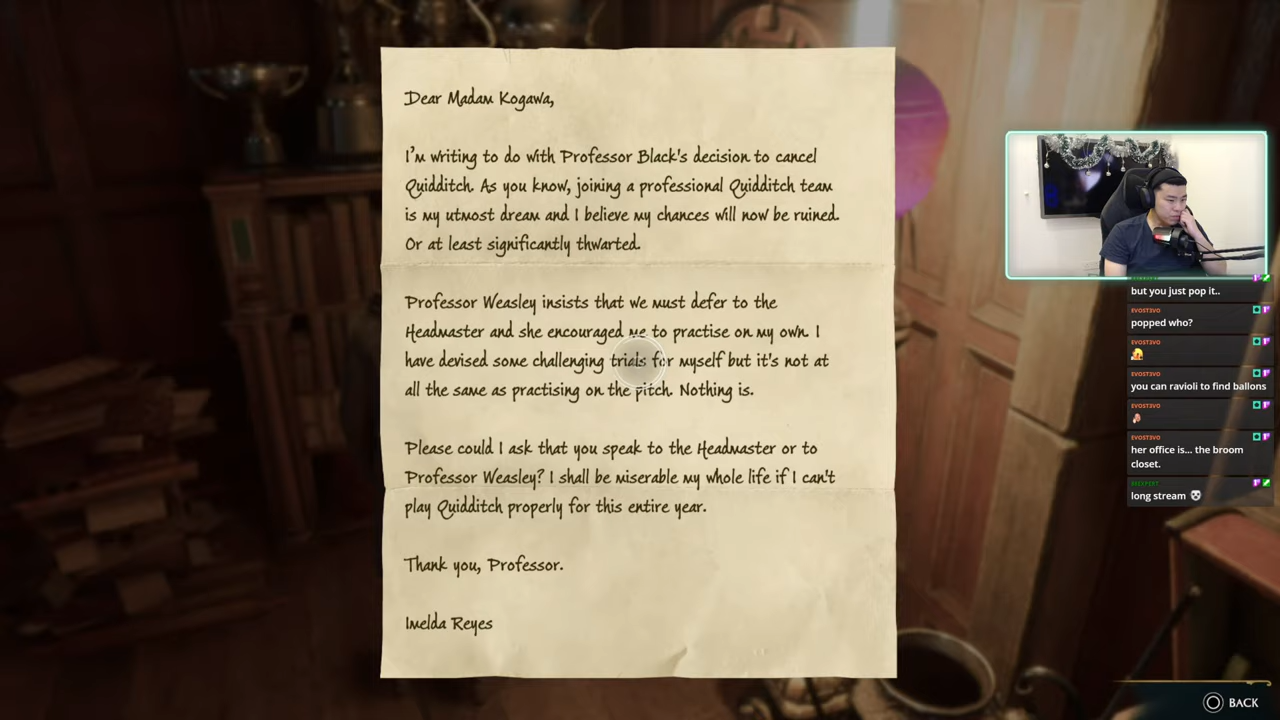 Dear Madam Kogawa,
I'm writing to do with Professor Black's decision to cancel
Quidditch. As you know, joining a professional Quidditch team
is my utmost dream and I believe my chances will now be ruined.
Or at least significantly thwarted.
Professor Weasley insists that we must defer to the
Headmaster and she encouraged me to practise on my own. I
have devised some challenging trials for myself but it's not at
all the same as practising on the pitch. Nothing is.
Please could I ask that you speak to the Headmaster or to
Professor Weasley? I shall be miserable my whole life if I can't
play Quidditch properly for this entire year.
Thank you, Professor.
Imelda Reyes
but you just pop it..
EVOST3VO
popped who?
EVOST3VO
EVOST3VO
you can ravioli to find ballons
EVOST3VO
EVOST3VO
her office is... the broom
closet.
long stream
BACK